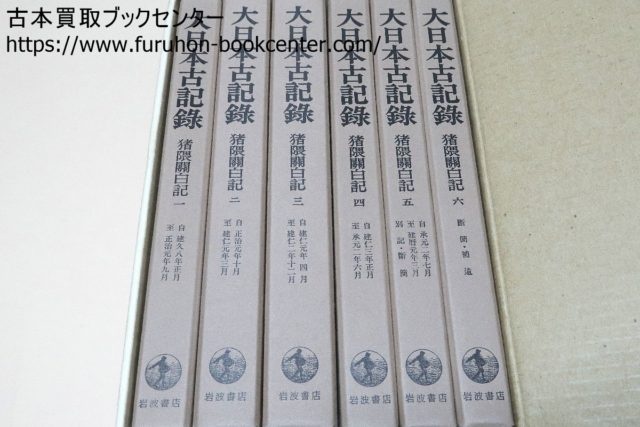 古本買取ブックセンター
https://www.furuhon-bookcenter.com/
大日本古記錄
猪隈關白記 一
自 建久八年正月
至 正治元年九月
岩波書店
大日本古記錄
猪隈關白記 二
自 正治元年十月
至 建仁元年三月
岩波書店
大日本古記錄
猪隈關白記 三
自 建仁元年四月
至 建仁二年十二月
岩波書店
大日本古記錄
猪隈關白記 四
自 建仁三年正月
至 承元二年六月
岩波書店
大日本古記錄
猪隈關白記 五
自 承元二年七月
至 建曆元年三月
別記・斷簡
岩波書店
大日本古記錄
猪隈關白記 六
斷簡・補遺
岩波書店